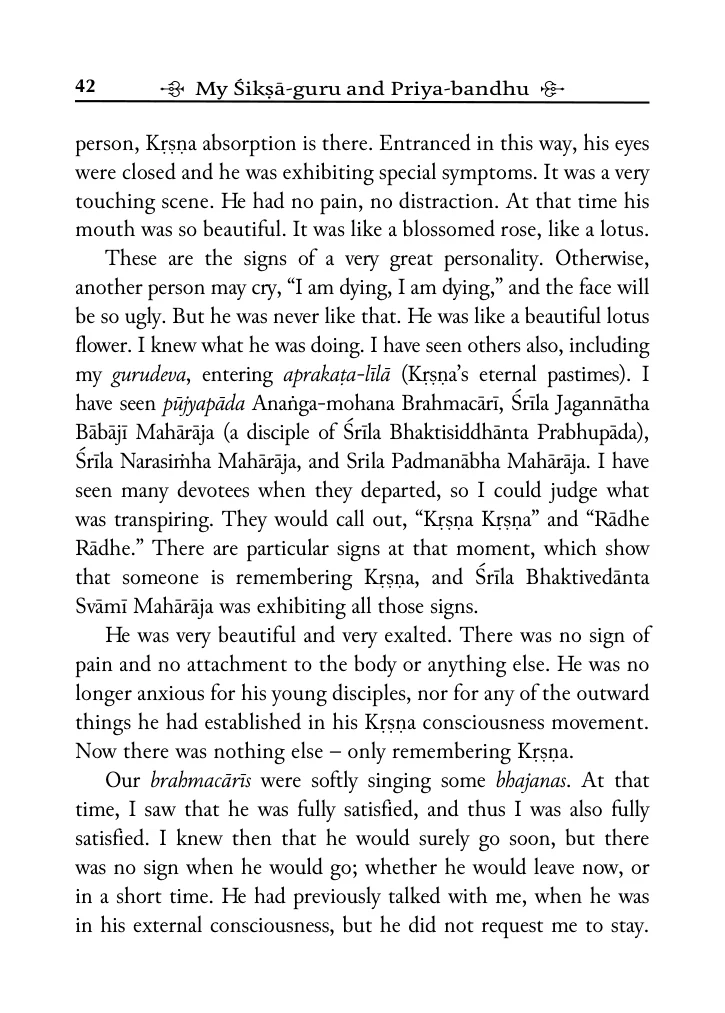 42 My Śikṣā-guru and Priya-bandhu
person, Kṛṣṇa absorption is there. Entranced in this way, his eyes
were closed and he was exhibiting special symptoms. It was a very
touching scene. He had no pain, no distraction. At that time his
mouth was so beautiful. It was like a blossomed rose, like a lotus.
These are the signs of a very great personality. Otherwise,
another person may cry, “I am dying, I am dying,” and the face will
be so ugly. But he was never like that. He was like a beautiful lotus
flower. I knew what he was doing. I have seen others also, including
my gurudeva, entering aprakaṭa-līlā (Kṛṣṇa’s eternal pastimes). I
have seen pūjyapāda Anaṅga-mohana Brahmacārī, Śrīla Jagannātha
Bābājī Mahārāja (a disciple of Śrīla Bhaktisiddhānta Prabhupāda),
Śrīla Narasiṁha Mahārāja, and Srila Padmanābha Mahārāja. I have
seen many devotees when they departed, so I could judge what
was transpiring. They would call out, “Kṛṣṇa Kṛṣṇa” and “Rādhe
Rādhe.” There are particular signs at that moment, which show
that someone is remembering Kṛṣṇa, and Śrīla Bhaktivedānta
Svāmī Mahārāja was exhibiting all those signs.
He was very beautiful and very exalted. There was no sign of
pain and no attachment to the body or anything else. He was no
longer anxious for his young disciples, nor for any of the outward
things he had established in his Kṛṣṇa consciousness movement.
Now there was nothing else – only remembering Kṛṣṇa.
Our brahmacārīs were softly singing some bhajanas. At that
time, I saw that he was fully satisfied, and thus I was also fully
satisfied. I knew then that he would surely go soon, but there
was no sign when he would go; whether he would leave now, or
in a short time. He had previously talked with me, when he was
in his external consciousness, but he did not request me to stay.